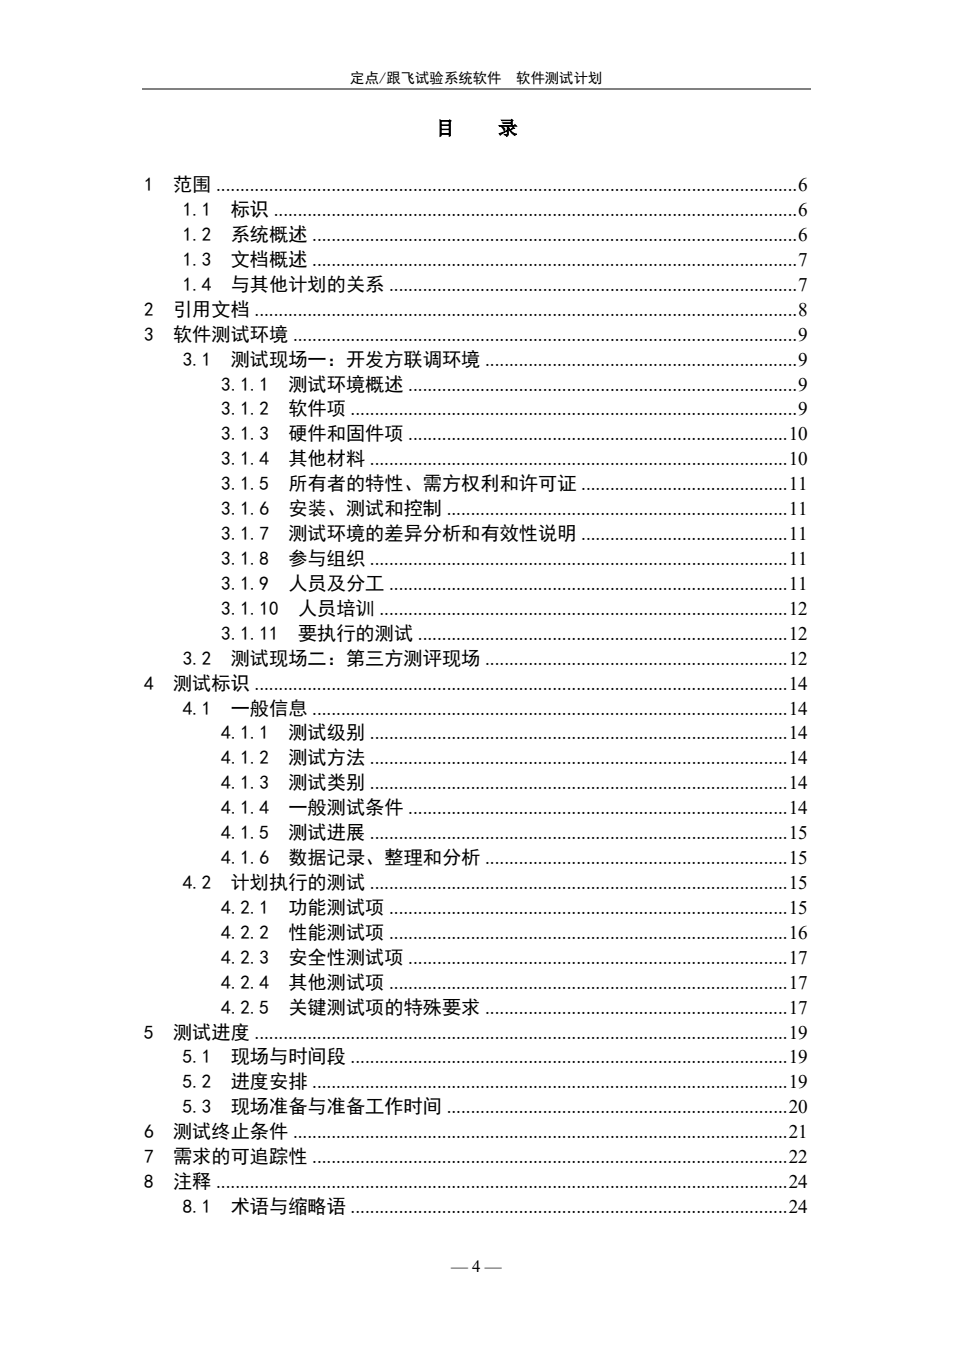 定点/跟飞试验系统软件　软件测试计划
目　　录
1　范围 ........ 6
1.1　标识 ........ 6
1.2　系统概述 ........ 6
1.3　文档概述 ........ 7
1.4　与其他计划的关系 ........ 7
2　引用文档 ........ 8
3　软件测试环境 ........ 9
3.1　测试现场一：开发方联调环境 ........ 9
3.1.1　测试环境概述 ........ 9
3.1.2　软件项 ........ 9
3.1.3　硬件和固件项 ........ 10
3.1.4　其他材料 ........ 10
3.1.5　所有者的特性、需方权利和许可证 ........ 11
3.1.6　安装、测试和控制 ........ 11
3.1.7　测试环境的差异分析和有效性说明 ........ 11
3.1.8　参与组织 ........ 11
3.1.9　人员及分工 ........ 11
3.1.10　人员培训 ........ 12
3.1.11　要执行的测试 ........ 12
3.2　测试现场二：第三方测评现场 ........ 12
4　测试标识 ........ 14
4.1　一般信息 ........ 14
4.1.1　测试级别 ........ 14
4.1.2　测试方法 ........ 14
4.1.3　测试类别 ........ 14
4.1.4　一般测试条件 ........ 14
4.1.5　测试进展 ........ 15
4.1.6　数据记录、整理和分析 ........ 15
4.2　计划执行的测试 ........ 15
4.2.1　功能测试项 ........ 15
4.2.2　性能测试项 ........ 16
4.2.3　安全性测试项 ........ 17
4.2.4　其他测试项 ........ 17
4.2.5　关键测试项的特殊要求 ........ 17
5　测试进度 ........ 19
5.1　现场与时间段 ........ 19
5.2　进度安排 ........ 19
5.3　现场准备与准备工作时间 ........ 20
6　测试终止条件 ........ 21
7　需求的可追踪性 ........ 22
8　注释 ........ 24
8.1　术语与缩略语 ........ 24
— 4 —